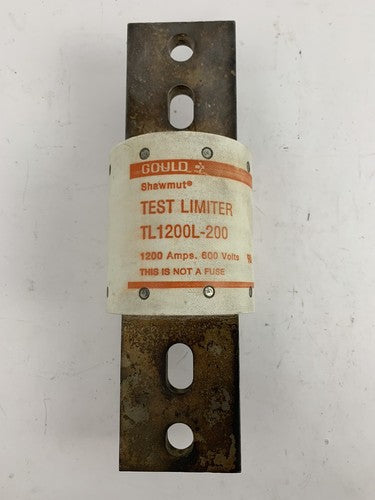 GOULD
Shawmut®
TEST LIMITER
TL1200L-200
1200 Amps. 600 Volts
THIS IS NOT A FUSE